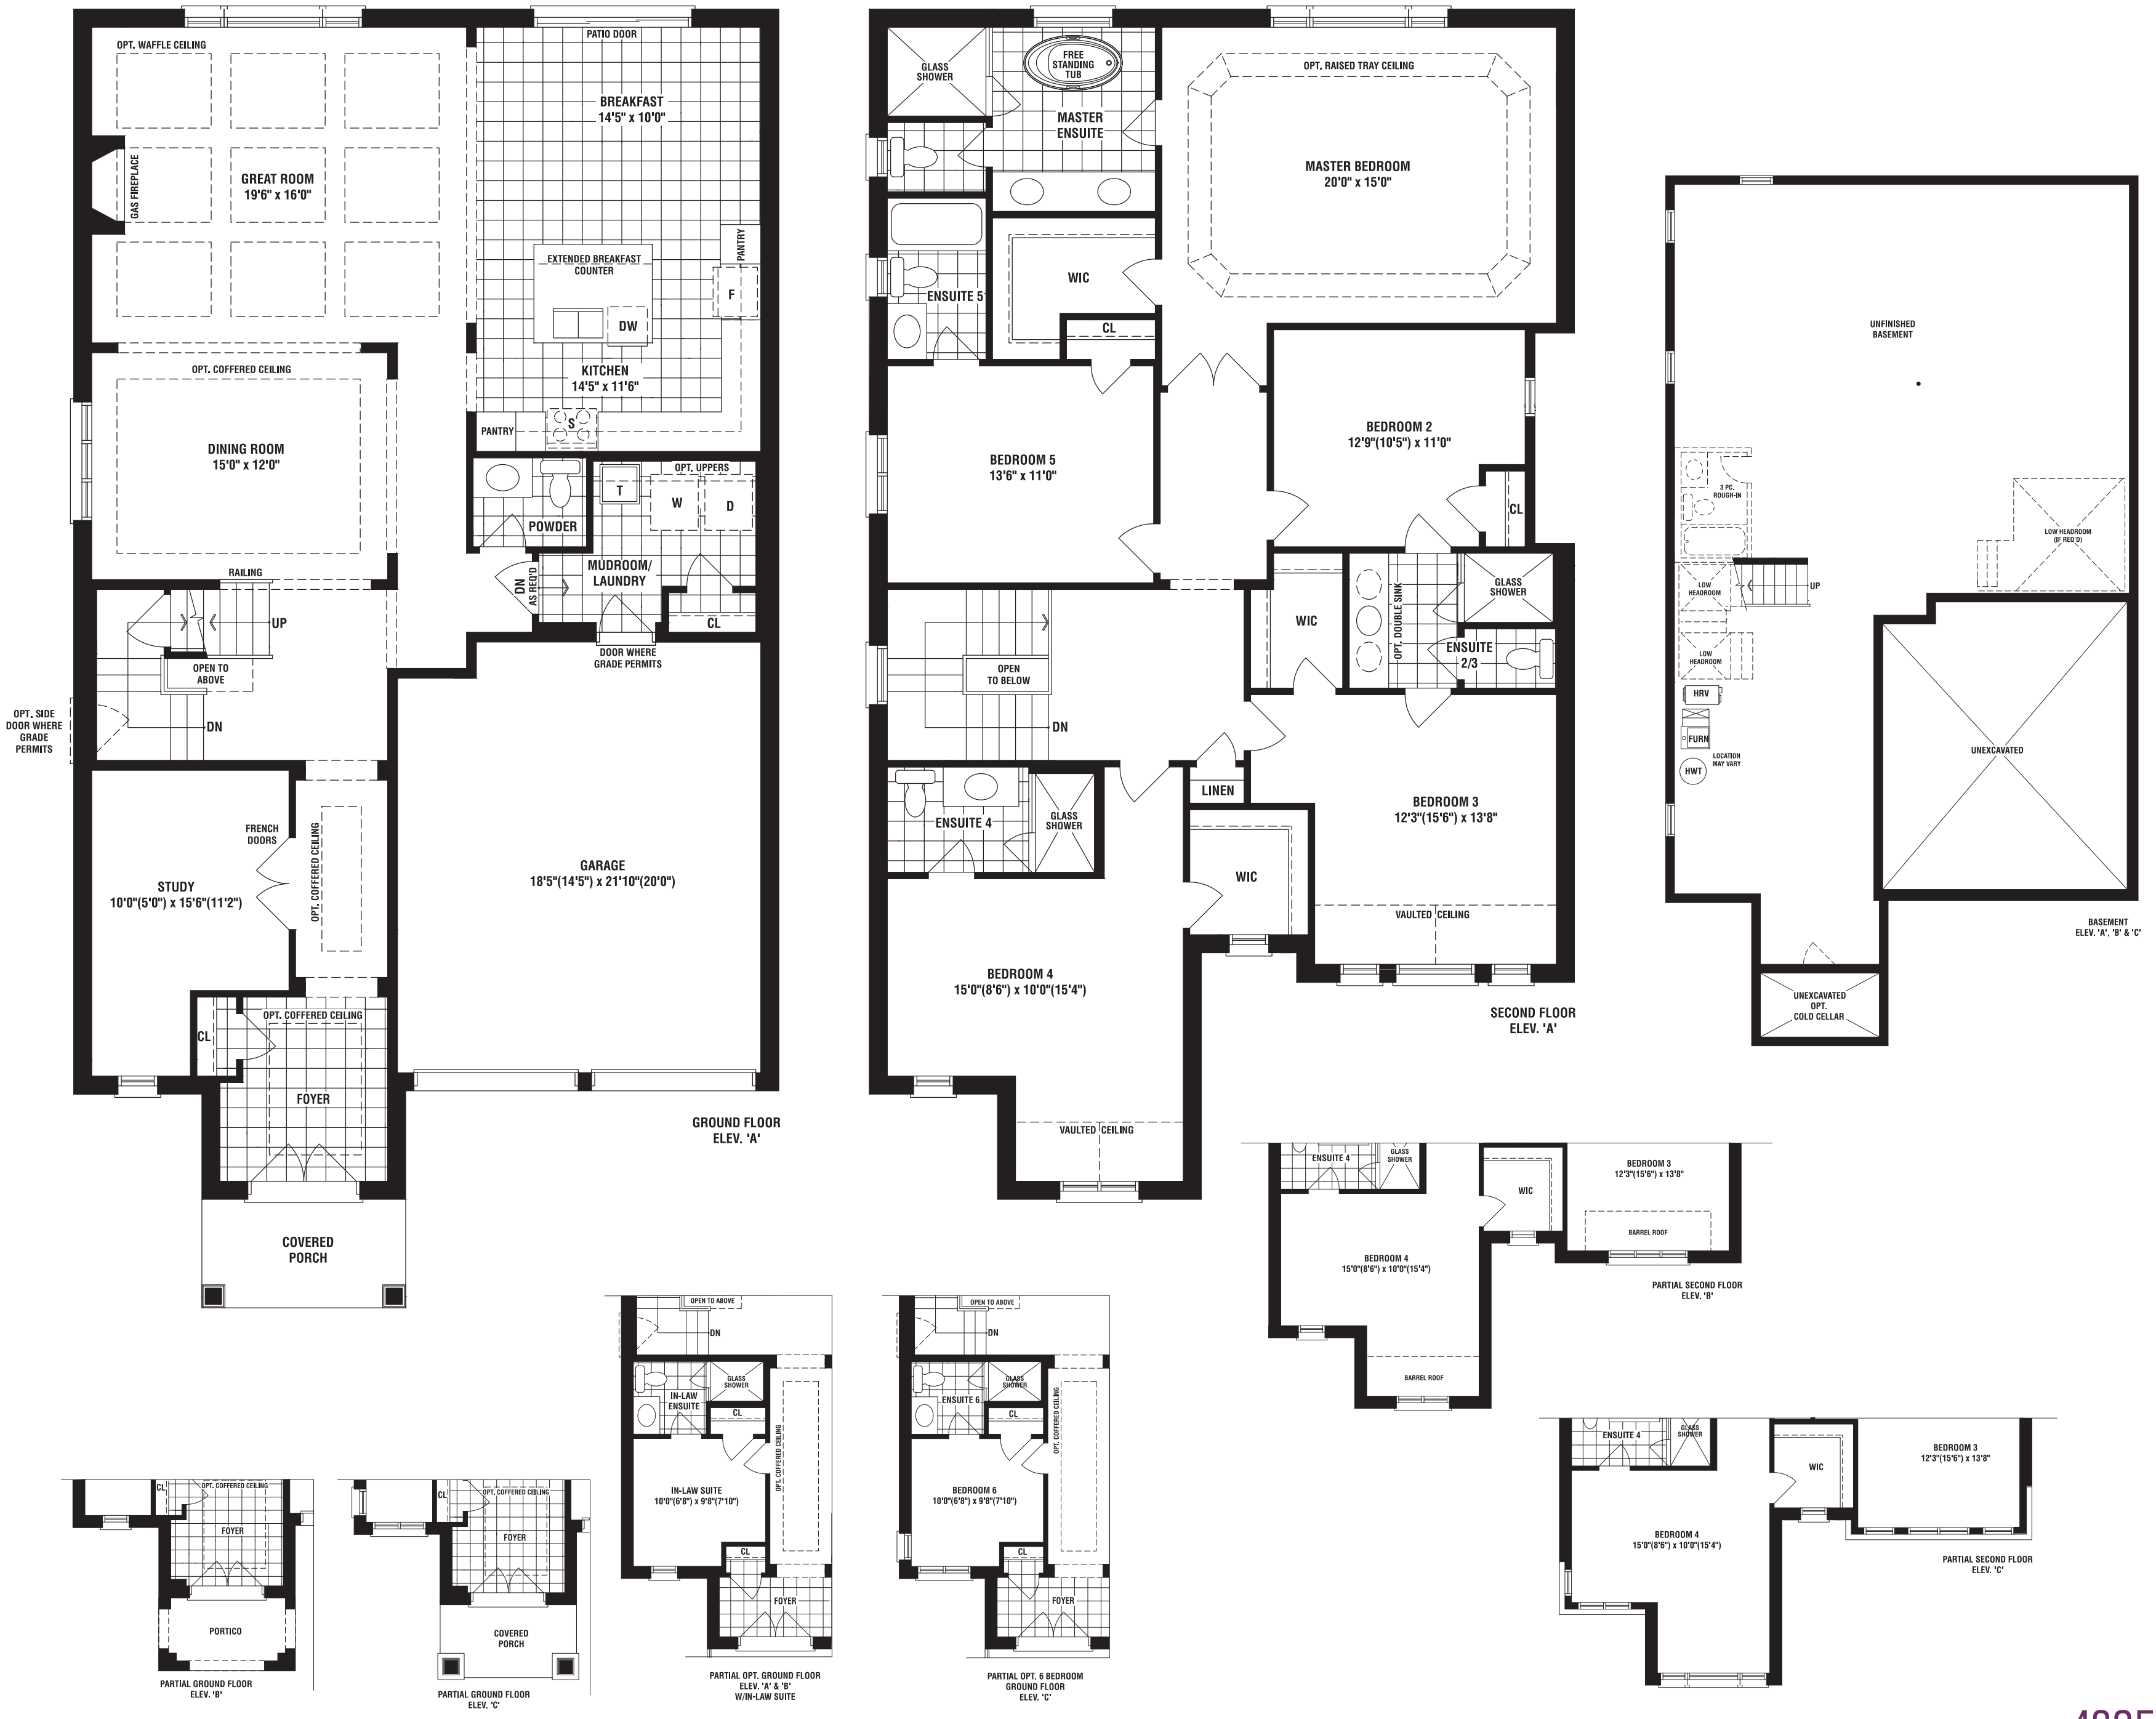 OPT. WAFFLE CEILING
PATIO DOOR
BREAKFAST
14'5" x 10'0"
GREAT ROOM
19'6" x 16'0"
GAS FIREPLACE
PANTRY
EXTENDED BREAKFAST
COUNTER
F
DW
KITCHEN
14'5" x 11'6"
OPT. COFFERED CEILING
PANTRY
S
DINING ROOM
15'0" x 12'0"
OPT. UPPERS
T
W
D
POWDER
RAILING
DN
AS REQ'D
MUDROOM/
LAUNDRY
CL
UP
OPEN TO
ABOVE
DOOR WHERE
GRADE PERMITS
OPT. SIDE
DOOR WHERE
GRADE
PERMITS
DN
FRENCH
DOORS
OPT. COFFERED CEILING
STUDY
10'0"(5'0") x 15'6"(11'2")
GARAGE
18'5"(14'5") x 21'10"(20'0")
OPT. COFFERED CEILING
CL
FOYER
GROUND FLOOR
ELEV. 'A'
COVERED
PORCH
GLASS
SHOWER
FREE
STANDING
TUB
OPT. RAISED TRAY CEILING
MASTER
ENSUITE
MASTER BEDROOM
20'0" x 15'0"
WIC
ENSUITE 5
CL
BEDROOM 5
13'6" x 11'0"
BEDROOM 2
12'9"(10'5") x 11'0"
CL
OPT. DOUBLE SINK
GLASS
SHOWER
WIC
ENSUITE
2/3
OPEN
TO BELOW
DN
LINEN
ENSUITE 4
GLASS
SHOWER
BEDROOM 3
12'3"(15'6") x 13'8"
WIC
VAULTED CEILING
BEDROOM 4
15'0"(8'6") x 10'0"(15'4")
SECOND FLOOR
ELEV. 'A'
VAULTED CEILING
UNFINISHED
BASEMENT
3 PC.
ROUGH-IN
LOW HEADROOM
(IF REQ'D)
LOW
HEADROOM
UP
LOW
HEADROOM
HRV
FURN
LOCATION
MAY VARY
HWT
UNEXCAVATED
BASEMENT
ELEV. 'A', 'B' & 'C'
UNEXCAVATED
OPT.
COLD CELLAR
ENSUITE 4
GLASS
SHOWER
WIC
BEDROOM 3
12'3"(15'6") x 13'8"
BARREL ROOF
BEDROOM 4
15'0"(8'6") x 10'0"(15'4")
PARTIAL SECOND FLOOR
ELEV. 'B'
BARREL ROOF
OPT. COFFERED CEILING
CL
FOYER
PORTICO
PARTIAL GROUND FLOOR
ELEV. 'B'
OPT. COFFERED CEILING
CL
FOYER
COVERED
PORCH
PARTIAL GROUND FLOOR
ELEV. 'C'
OPEN TO ABOVE
DN
GLASS
SHOWER
IN-LAW
ENSUITE
CL
OPT. COFFERED CEILING
IN-LAW SUITE
10'0"(6'8") x 9'8"(7'10")
CL
FOYER
PARTIAL OPT. GROUND FLOOR
ELEV. 'A' & 'B'
W/IN-LAW SUITE
OPEN TO ABOVE
DN
GLASS
SHOWER
ENSUITE 6
CL
OPT. COFFERED CEILING
BEDROOM 6
10'0"(6'8") x 9'8"(7'10")
CL
FOYER
PARTIAL OPT. 6 BEDROOM
GROUND FLOOR
ELEV. 'C'
ENSUITE 4
GLASS
SHOWER
WIC
BEDROOM 3
12'3"(15'6") x 13'8"
BEDROOM 4
15'0"(8'6") x 10'0"(15'4")
PARTIAL SECOND FLOOR
ELEV. 'C'